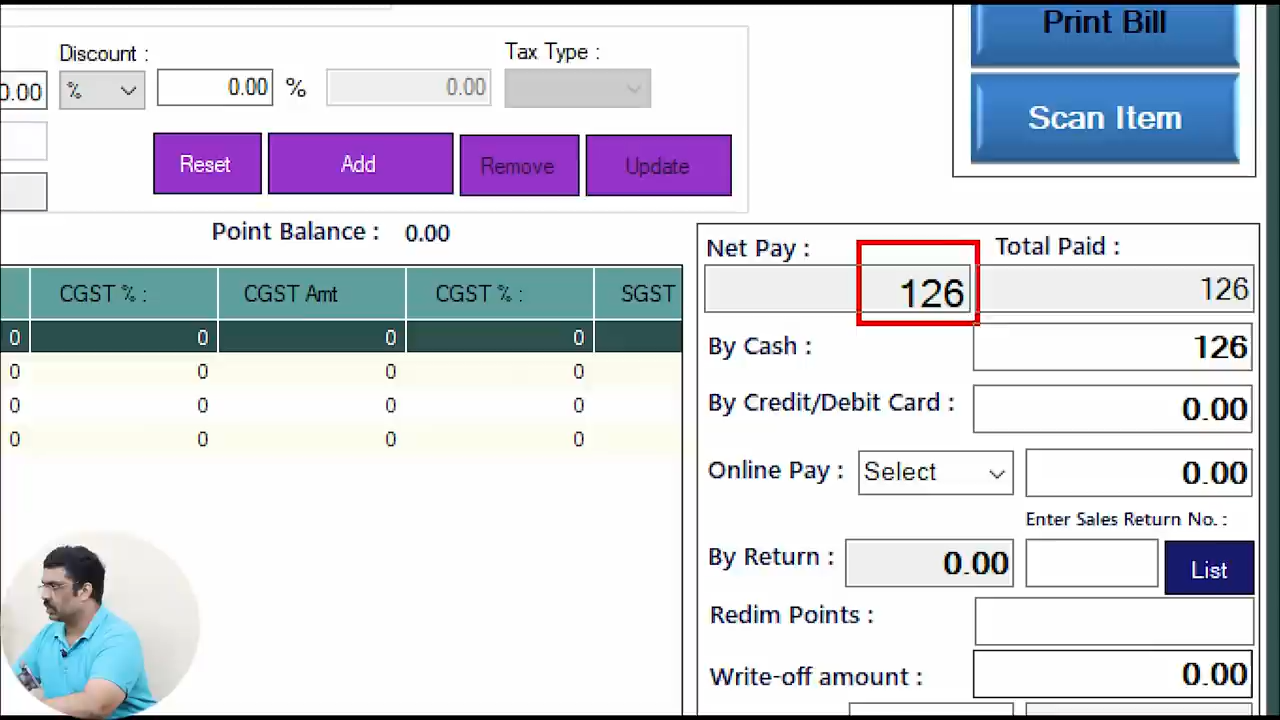 Print Bill
Discount :
Tax Type :
0.00
%
0.00
%
0.00
Scan Item
Reset
Add
Remove
Update
Point Balance : 0.00
Net Pay :
Total Paid :
126
126
CGST % :
CGST Amt
CGST % :
SGST
0 0 0 0
0 0 0 0
0 0 0 0
0 0 0 0
By Cash :
126
By Credit/Debit Card :
0.00
Online Pay :
Select
0.00
Enter Sales Return No. :
By Return :
0.00
List
Redim Points :
Write-off amount :
0.00